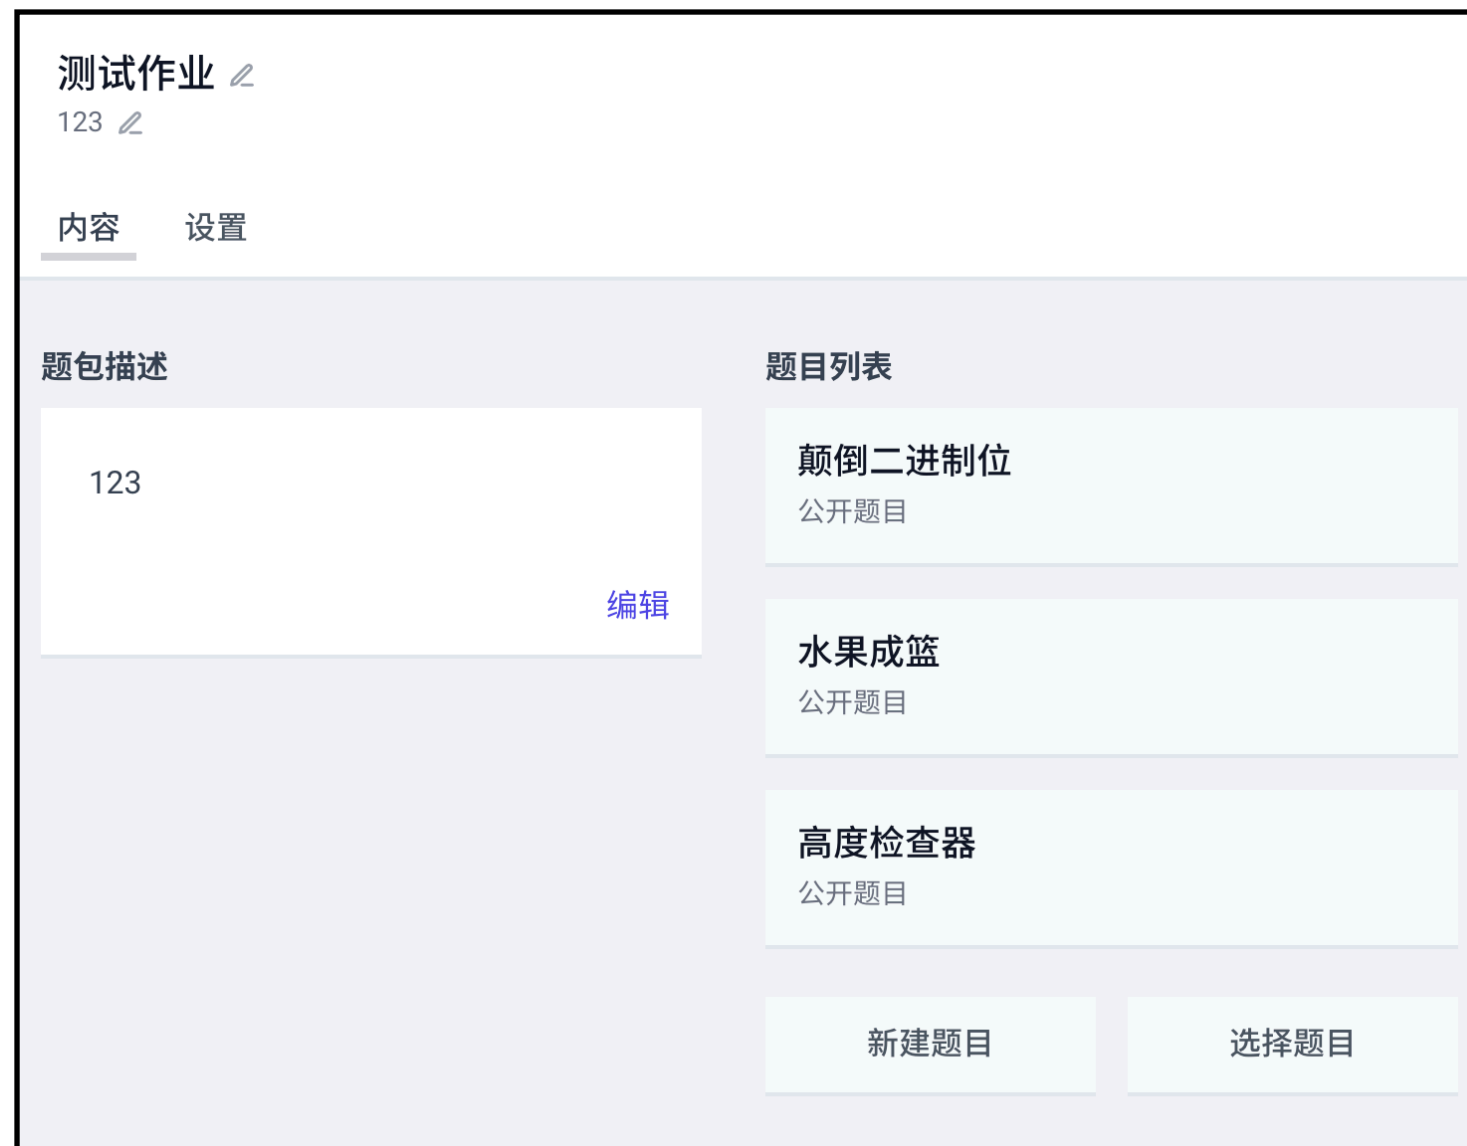 测试作业
123
内容 设置
题包描述
123
编辑
题目列表
颠倒二进制位
公开题目
水果成篮
公开题目
高度检查器
公开题目
新建题目 选择题目